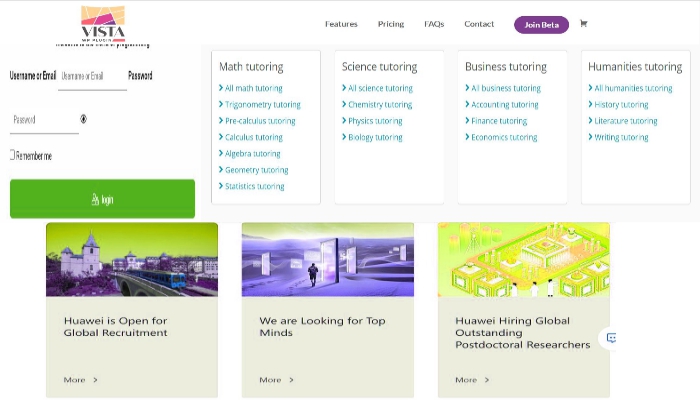 VISTA
WP PLUGIN
Features
Pricing
FAQs
Contact
Join Beta
Username or Email
Username or Email
Password
Password
Remember me
login
Math tutoring
All math tutoring
Trigonometry tutoring
Pre-calculus tutoring
Calculus tutoring
Algebra tutoring
Geometry tutoring
Statistics tutoring
Science tutoring
All science tutoring
Chemistry tutoring
Physics tutoring
Biology tutoring
Business tutoring
All business tutoring
Accounting tutoring
Finance tutoring
Economics tutoring
Humanities tutoring
All humanities tutoring
History tutoring
Literature tutoring
Writing tutoring
Huawei is Open for
Global Recruitment
More
We are Looking for Top
Minds
More
Huawei Hiring Global
Outstanding
Postdoctoral Researchers
More